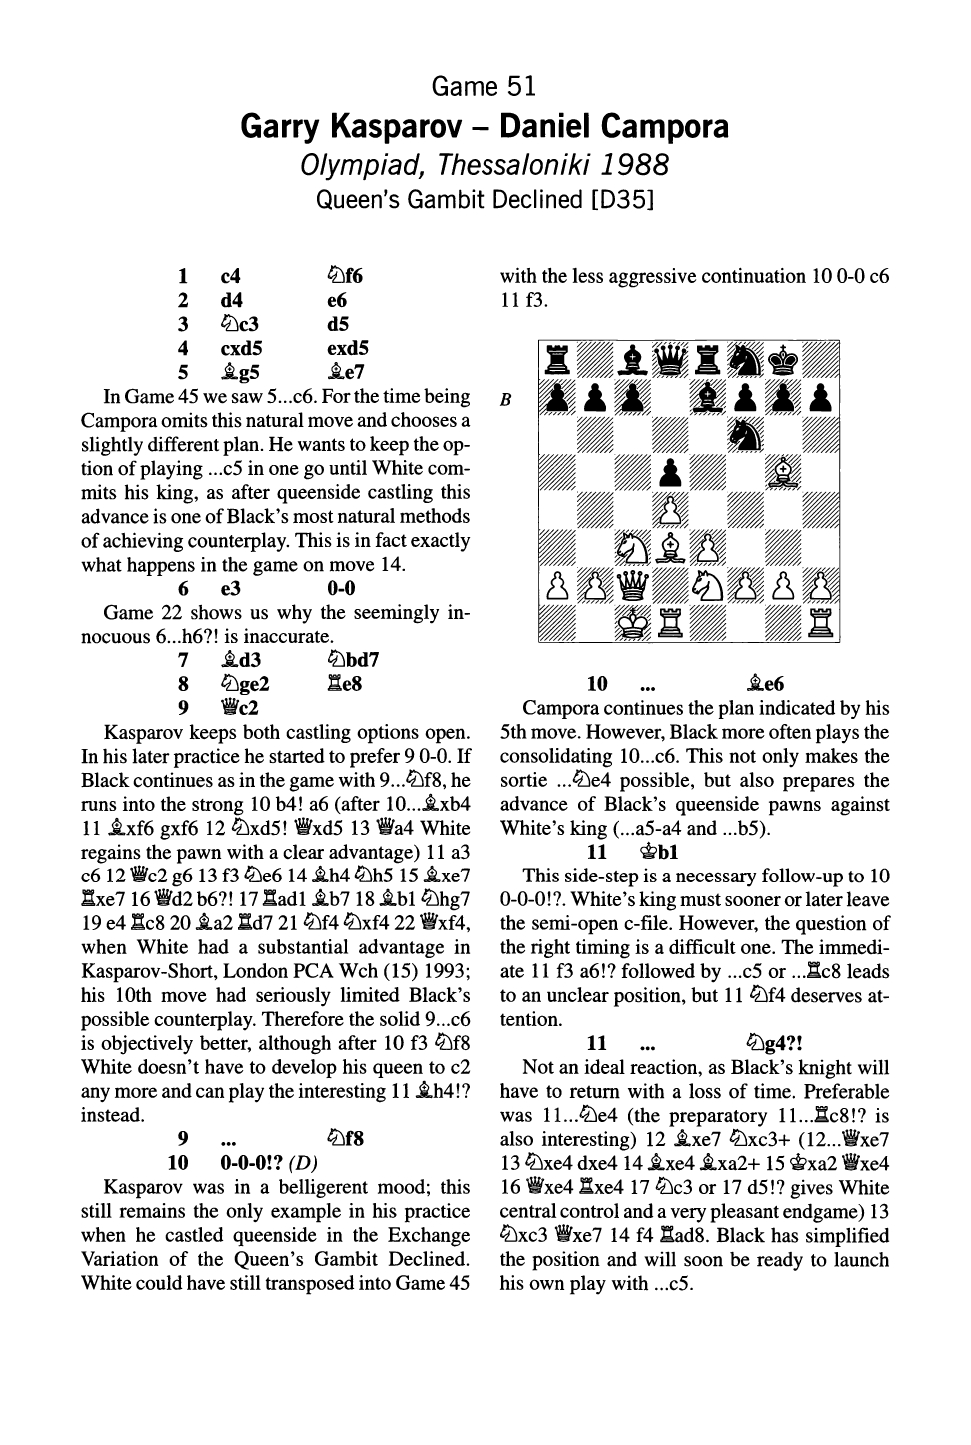 Game 51
Garry Kasparov – Daniel Campora
Olympiad, Thessaloniki 1988
Queen's Gambit Declined [D35]
1 c4 ♘f6
2 d4 e6
3 ♘c3 d5
4 cxd5 exd5
5 ♗g5 ♗e7
In Game 45 we saw 5...c6. For the time being
Campora omits this natural move and chooses a
slightly different plan. He wants to keep the op-
tion of playing ...c5 in one go until White com-
mits his king, as after queenside castling this
advance is one of Black's most natural methods
of achieving counterplay. This is in fact exactly
what happens in the game on move 14.
6 e3 0-0
Game 22 shows us why the seemingly in-
nocuous 6...h6?! is inaccurate.
7 ♗d3 ♘bd7
8 ♘ge2 ♖e8
9 ♕c2
Kasparov keeps both castling options open.
In his later practice he started to prefer 9 0-0. If
Black continues as in the game with 9...♘f8, he
runs into the strong 10 b4! a6 (after 10...♗xb4
11 ♗xf6 gxf6 12 ♘xd5! ♕xd5 13 ♕a4 White
regains the pawn with a clear advantage) 11 a3
c6 12 ♕c2 g6 13 f3 ♘e6 14 ♗h4 ♘h5 15 ♗xe7
♖xe7 16 ♕d2 b6?! 17 ♖ad1 ♗b7 18 ♗b1 ♘hg7
19 e4 ♖c8 20 ♗a2 ♖d7 21 ♘f4 ♘xf4 22 ♕xf4,
when White had a substantial advantage in
Kasparov-Short, London PCA Wch (15) 1993;
his 10th move had seriously limited Black's
possible counterplay. Therefore the solid 9...c6
is objectively better, although after 10 f3 ♘f8
White doesn't have to develop his queen to c2
any more and can play the interesting 11 ♗h4!?
instead.
9 ... ♘f8
10 0-0-0!? (D)
Kasparov was in a belligerent mood; this
still remains the only example in his practice
when he castled queenside in the Exchange
Variation of the Queen's Gambit Declined.
White could have still transposed into Game 45
with the less aggressive continuation 10 0-0 c6
11 f3.
B
10 ... ♗e6
Campora continues the plan indicated by his
5th move. However, Black more often plays the
consolidating 10...c6. This not only makes the
sortie ...♘e4 possible, but also prepares the
advance of Black's queenside pawns against
White's king (...a5-a4 and ...b5).
11 ♔b1
This side-step is a necessary follow-up to 10
0-0-0!?. White's king must sooner or later leave
the semi-open c-file. However, the question of
the right timing is a difficult one. The immedi-
ate 11 f3 a6!? followed by ...c5 or ...♖c8 leads
to an unclear position, but 11 ♘f4 deserves at-
tention.
11 ... ♘g4?!
Not an ideal reaction, as Black's knight will
have to return with a loss of time. Preferable
was 11...♘e4 (the preparatory 11...♖c8!? is
also interesting) 12 ♗xe7 ♘xc3+ (12...♕xe7
13 ♘xe4 dxe4 14 ♗xe4 ♗xa2+ 15 ♔xa2 ♕xe4
16 ♕xe4 ♖xe4 17 ♘c3 or 17 d5!? gives White
central control and a very pleasant endgame) 13
♘xc3 ♕xe7 14 f4 ♖ad8. Black has simplified
the position and will soon be ready to launch
his own play with ...c5.